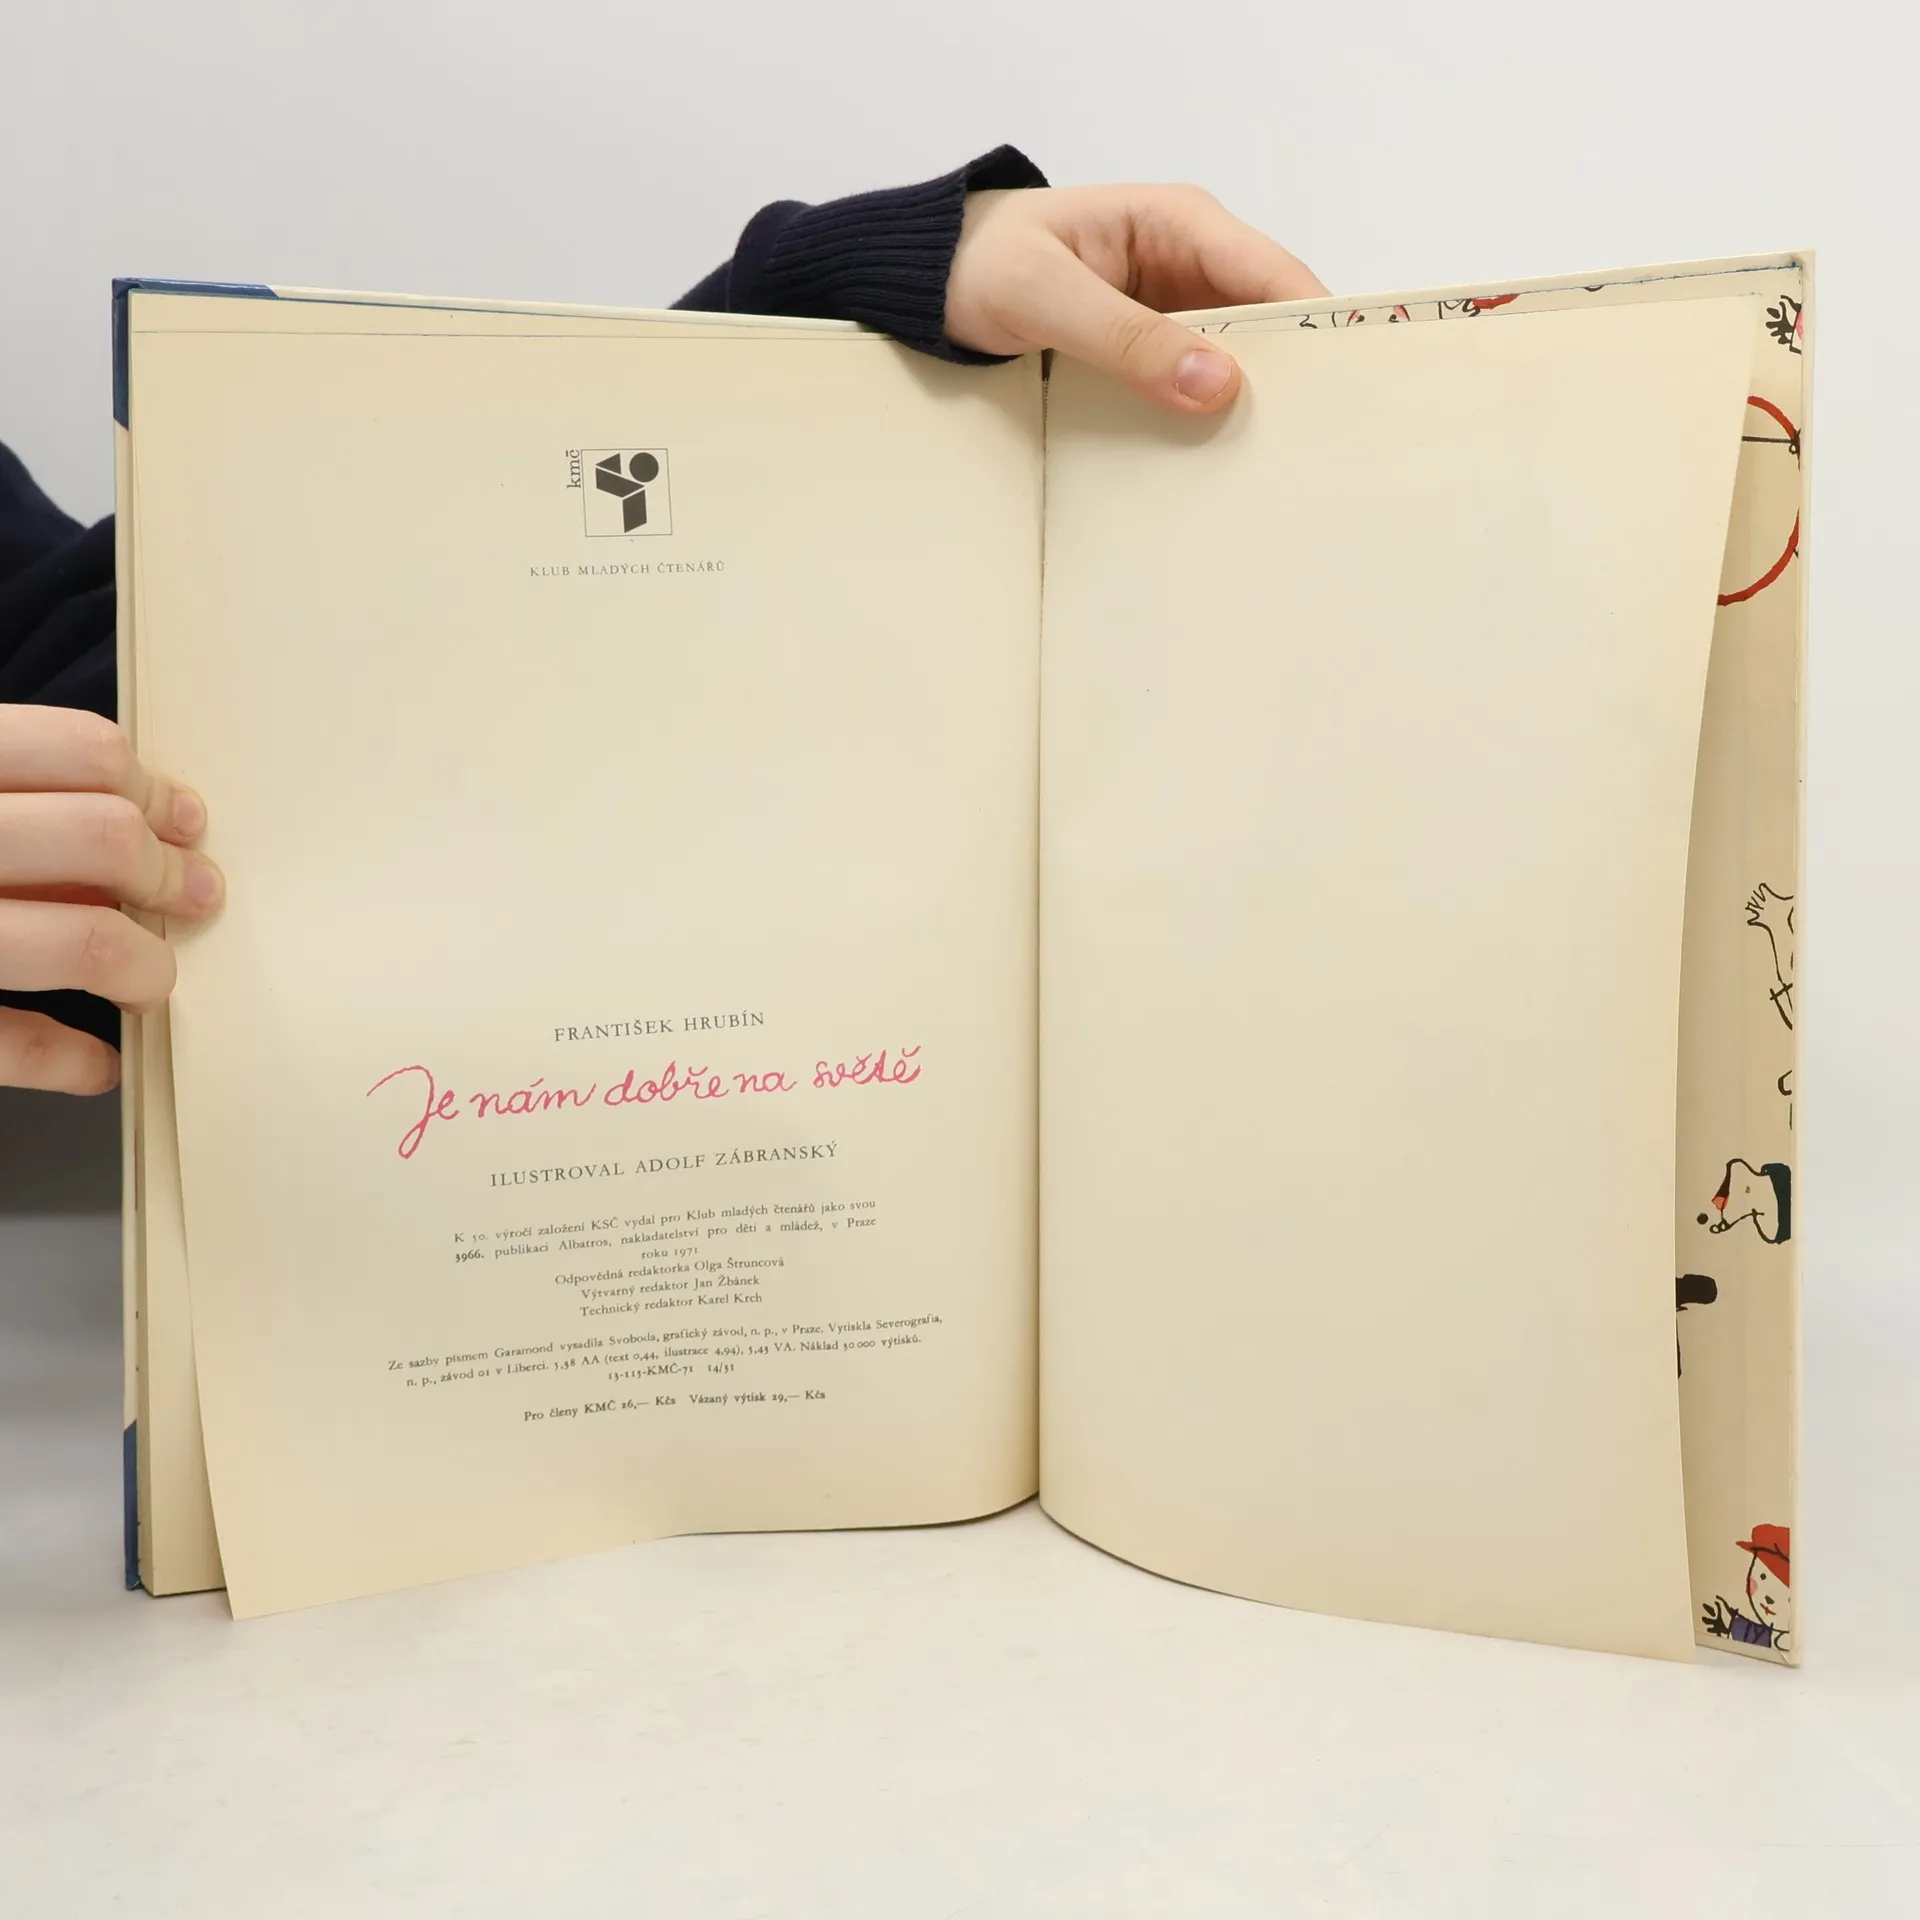 kmč
KLUB MLADÝCH ČTENÁŘŮ
FRANTIŠEK HRUBÍN
Je nám dobře na světě
ILUSTROVAL ADOLF ZÁBRANSKÝ
K 50. výročí založení KSČ vydal pro Klub mladých čtenářů jako svou
3966. publikaci Albatros, nakladatelství pro děti a mládež, v Praze
roku 1971
Odpovědná redaktorka Olga Štruncová
Výtvarný redaktor Jan Žbánek
Technický redaktor Karel Krch
Ze sazby písmem Garamond vysadila Svoboda, grafický závod, n. p., v Praze. Vytiskla Severografia,
n. p., závod 01 v Liberci. 5,38 AA (text 0,44, ilustrace 4,94), 5,43 VA. Náklad 30 000 výtisků.
13-115-KMČ-71 14/31
Pro členy KMČ 26,— Kčs Vázaný výtisk 29,— Kčs